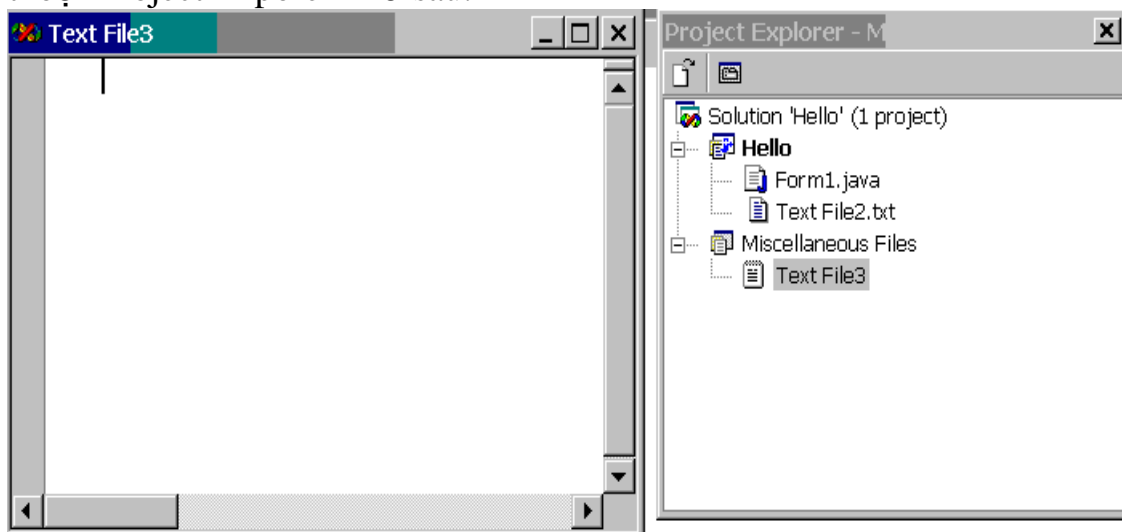 Text File3
Project Explorer - M
Solution 'Hello' (1 project)
Hello
Form1.java
Text File2.txt
Miscellaneous Files
Text File3